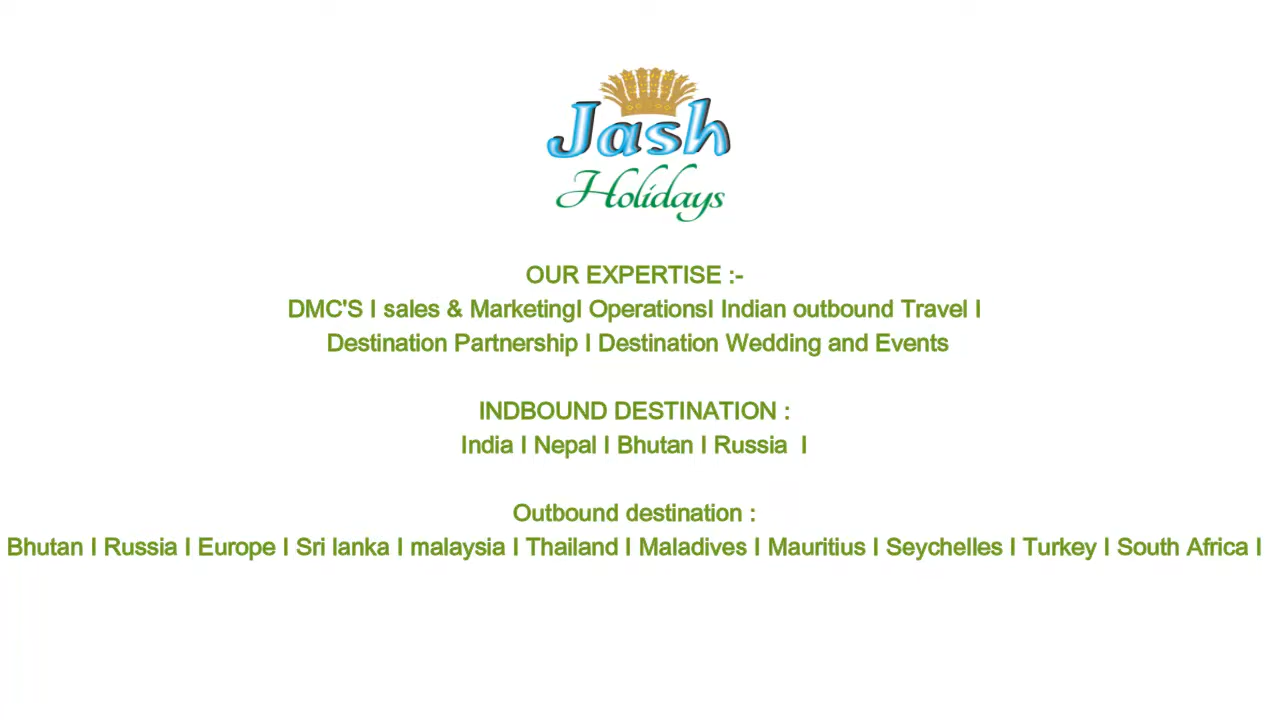 Jash
Holidays
OUR EXPERTISE :-
DMC'S I sales & MarketingI OperationsI Indian outbound Travel I
Destination Partnership I Destination Wedding and Events
INDBOUND DESTINATION :
India I Nepal I Bhutan I Russia  I
Outbound destination :
Bhutan I Russia I Europe I Sri lanka I malaysia I Thailand I Maladives I Mauritius I Seychelles I Turkey I South Africa I